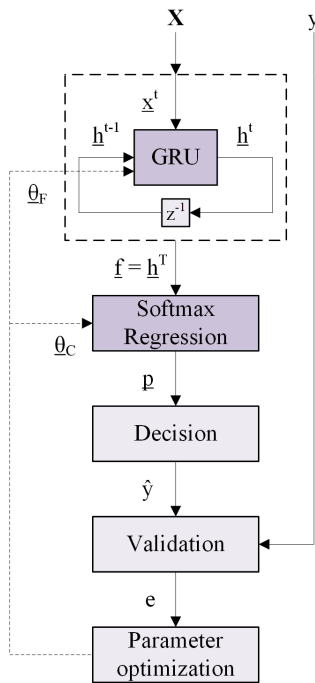 X
y
x^t
h^t-1
GRU
h^t
θ_F
z^-1
f = h^T
Softmax
Regression
θ_C
p
Decision
ŷ
Validation
e
Parameter
optimization